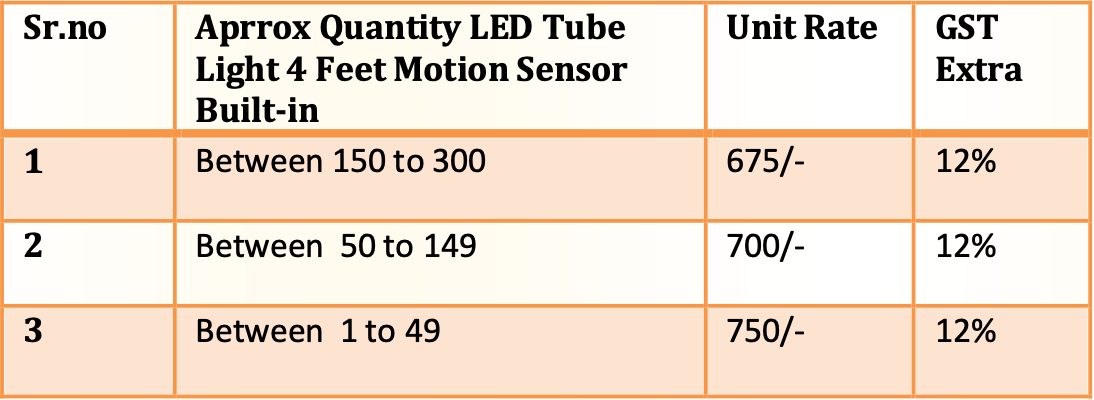 Sr.no
Aprrox Quantity LED Tube
Light 4 Feet Motion Sensor
Built-in
Unit Rate
GST
Extra
1
Between 150 to 300
675/-
12%
2
Between  50 to 149
700/-
12%
3
Between  1 to 49
750/-
12%